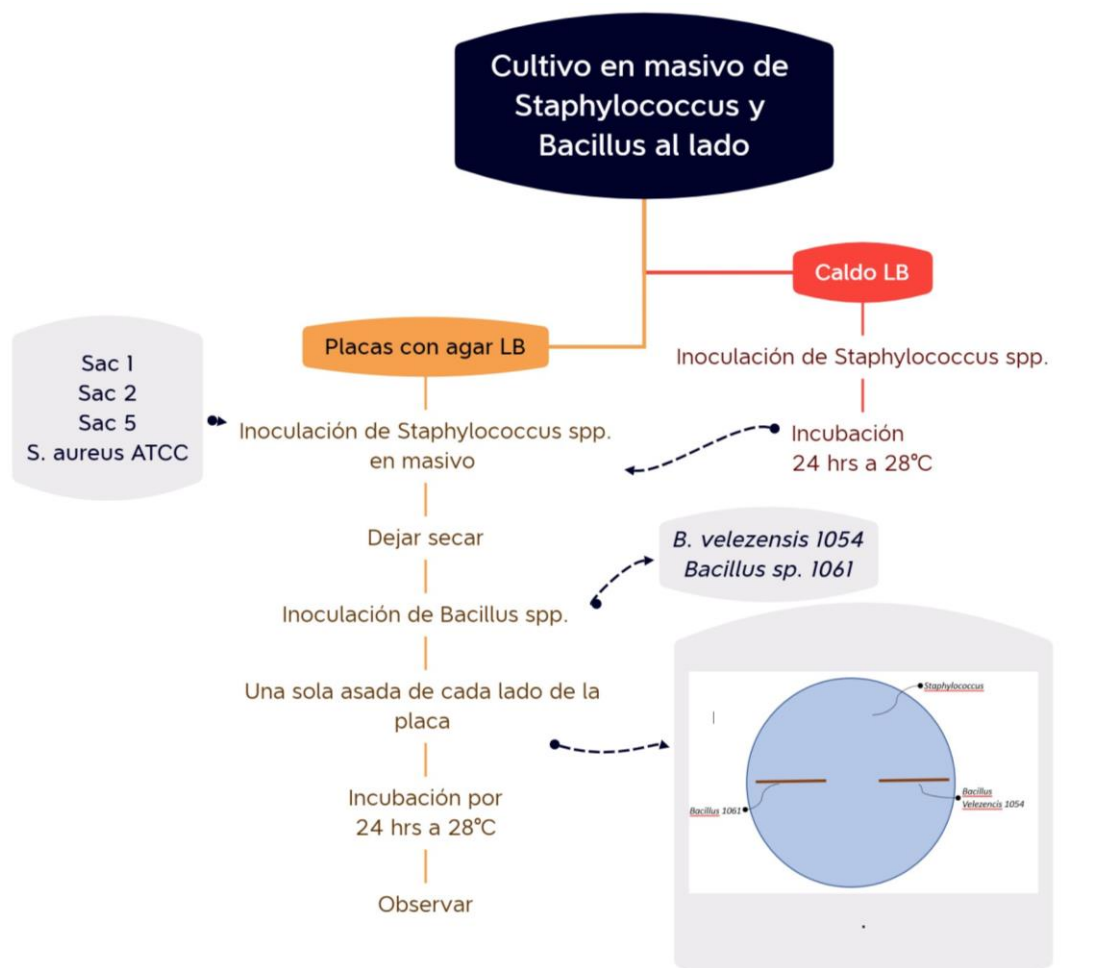 Cultivo en masivo de
Staphylococcus y
Bacillus al lado
Caldo LB
Inoculación de Staphylococcus spp.
Incubación
24 hrs a 28°C
Placas con agar LB
Sac 1
Sac 2
Sac 5
S. aureus ATCC
Inoculación de Staphylococcus spp.
en masivo
Dejar secar
Inoculación de Bacillus spp.
B. velezensis 1054
Bacillus sp. 1061
Una sola asada de cada lado de la
placa
Staphylococcus
Bacillus 1061
Bacillus
Velezencis 1054
Incubación por
24 hrs a 28°C
Observar